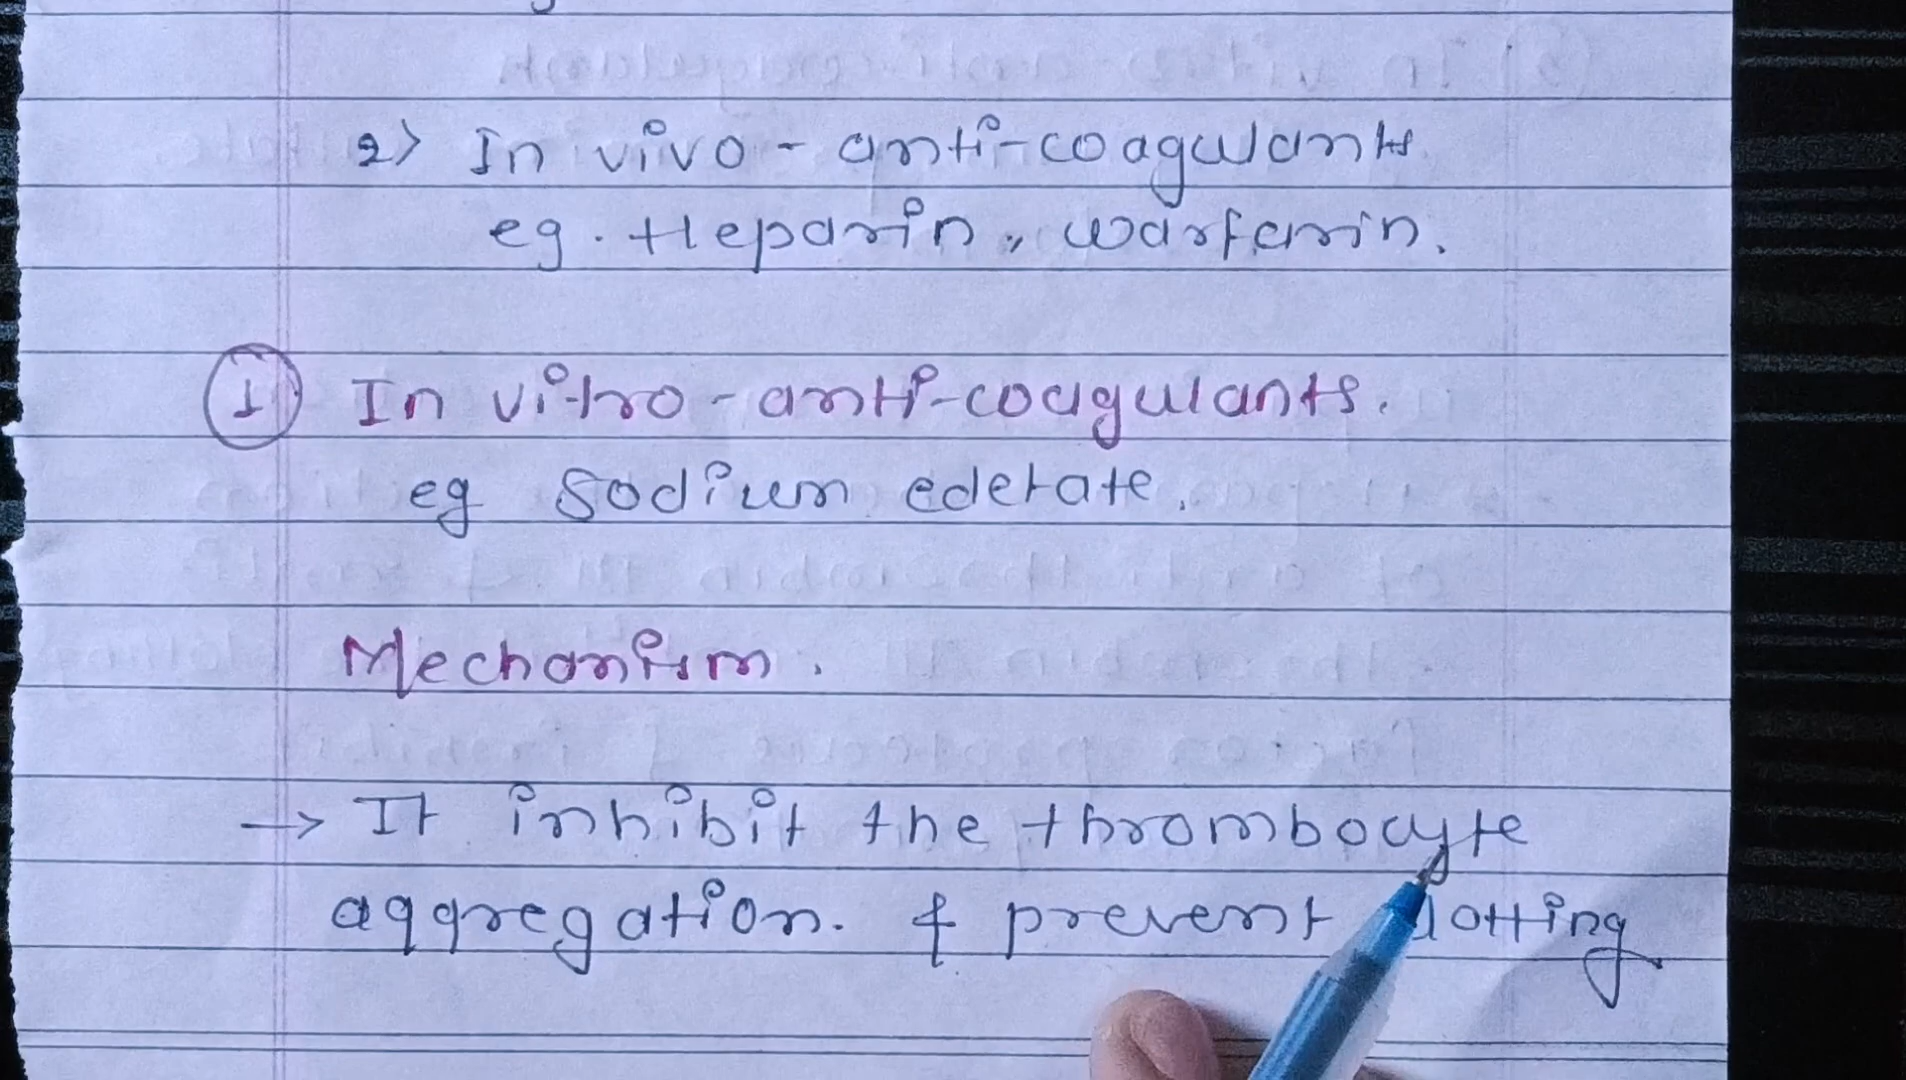 2) In vivo - anti-coagulants
eg. Heparin, warfarin.
1 In vitro - anti-coagulants.
eg Sodium edetate.
Mechanism.
→ It inhibit the thrombocyte
aggregation. & prevent clotting